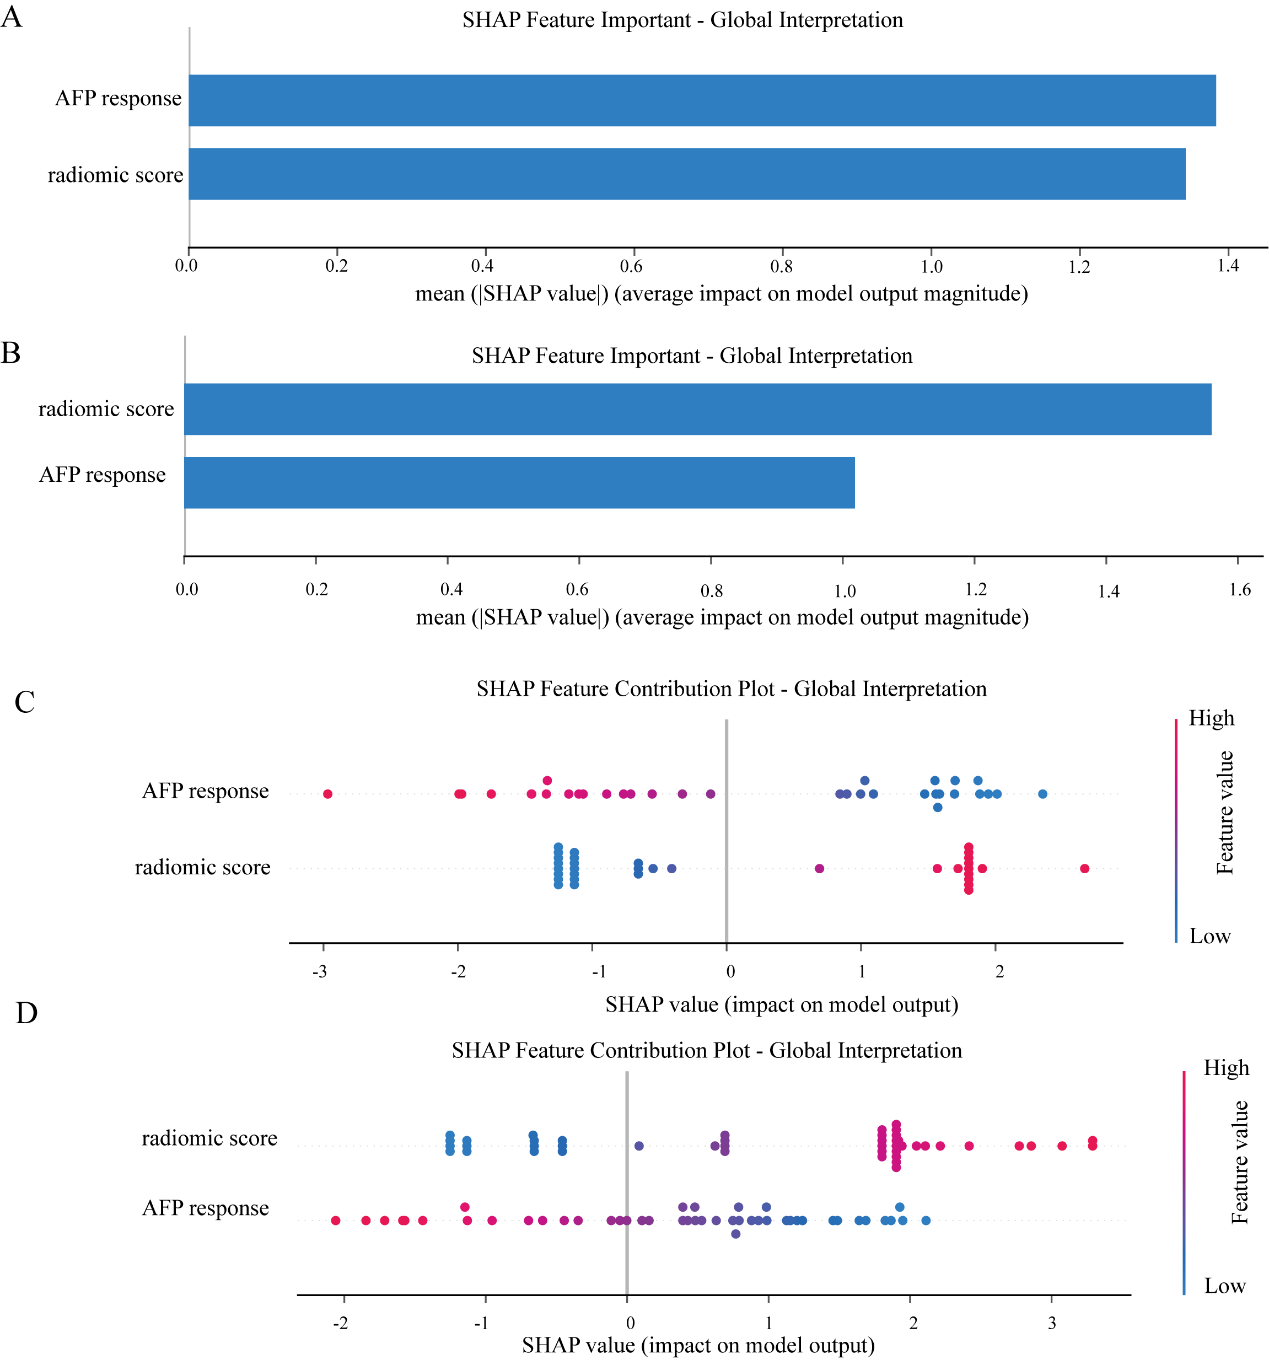 A
SHAP Feature Important - Global Interpretation
AFP response
radiomic score
0.0 0.2 0.4 0.6 0.8 1.0 1.2 1.4
mean (|SHAP value|) (average impact on model output magnitude)
B
SHAP Feature Important - Global Interpretation
radiomic score
AFP response
0.0 0.2 0.4 0.6 0.8 1.0 1.2 1.4 1.6
mean (|SHAP value|) (average impact on model output magnitude)
C
SHAP Feature Contribution Plot - Global Interpretation
High
AFP response
radiomic score
Feature value
Low
-3 -2 -1 0 1 2
SHAP value (impact on model output)
D
SHAP Feature Contribution Plot - Global Interpretation
High
radiomic score
AFP response
Feature value
Low
-2 -1 0 1 2 3
SHAP value (impact on model output)